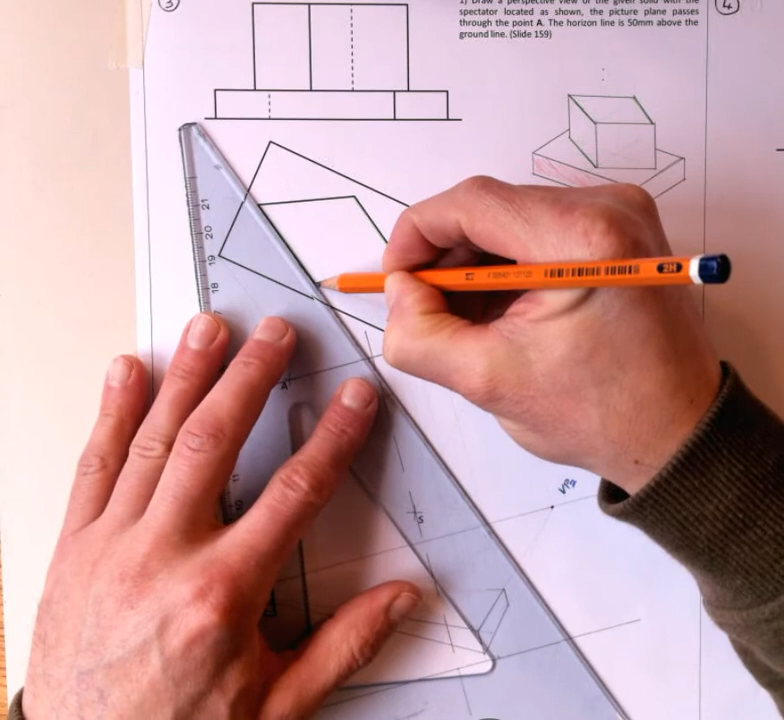 3
1) Draw a perspective view of the given solid with the
spectator located as shown, the picture plane passes
through the point A. The horizon line is 50mm above the
ground line. (Slide 159)
4
21
20
19
18
2H
A
S
VP2